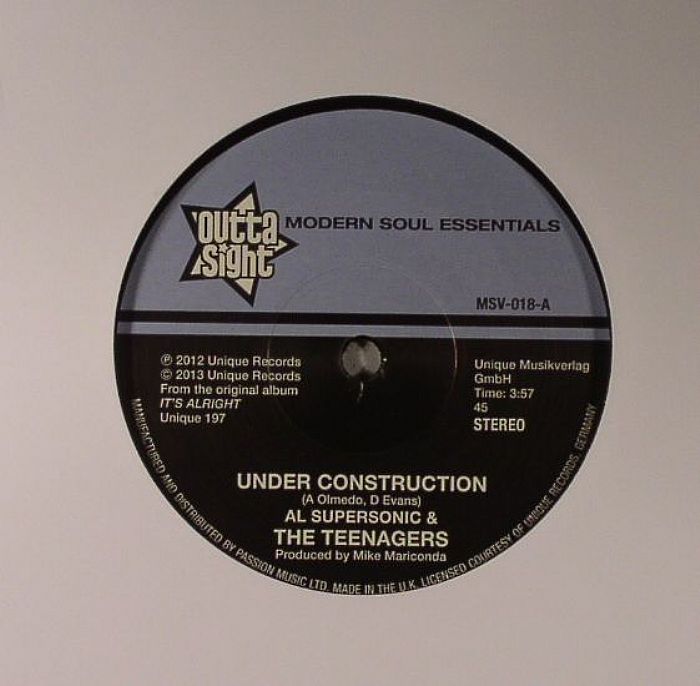 outta
Sight
MODERN SOUL ESSENTIALS
MSV-018-A
℗ 2012 Unique Records
© 2013 Unique Records
From the original album
IT'S ALRIGHT
Unique 197
Unique Musikverlag
GmbH
Time: 3:57
45
STEREO
UNDER CONSTRUCTION
(A Olmedo, D Evans)
AL SUPERSONIC &
THE TEENAGERS
Produced by Mike Mariconda
MANUFACTURED AND DISTRIBUTED BY PASSION MUSIC LTD. MADE IN THE U.K. LICENSED COURTESY OF UNIQUE RECORDS, GERMANY